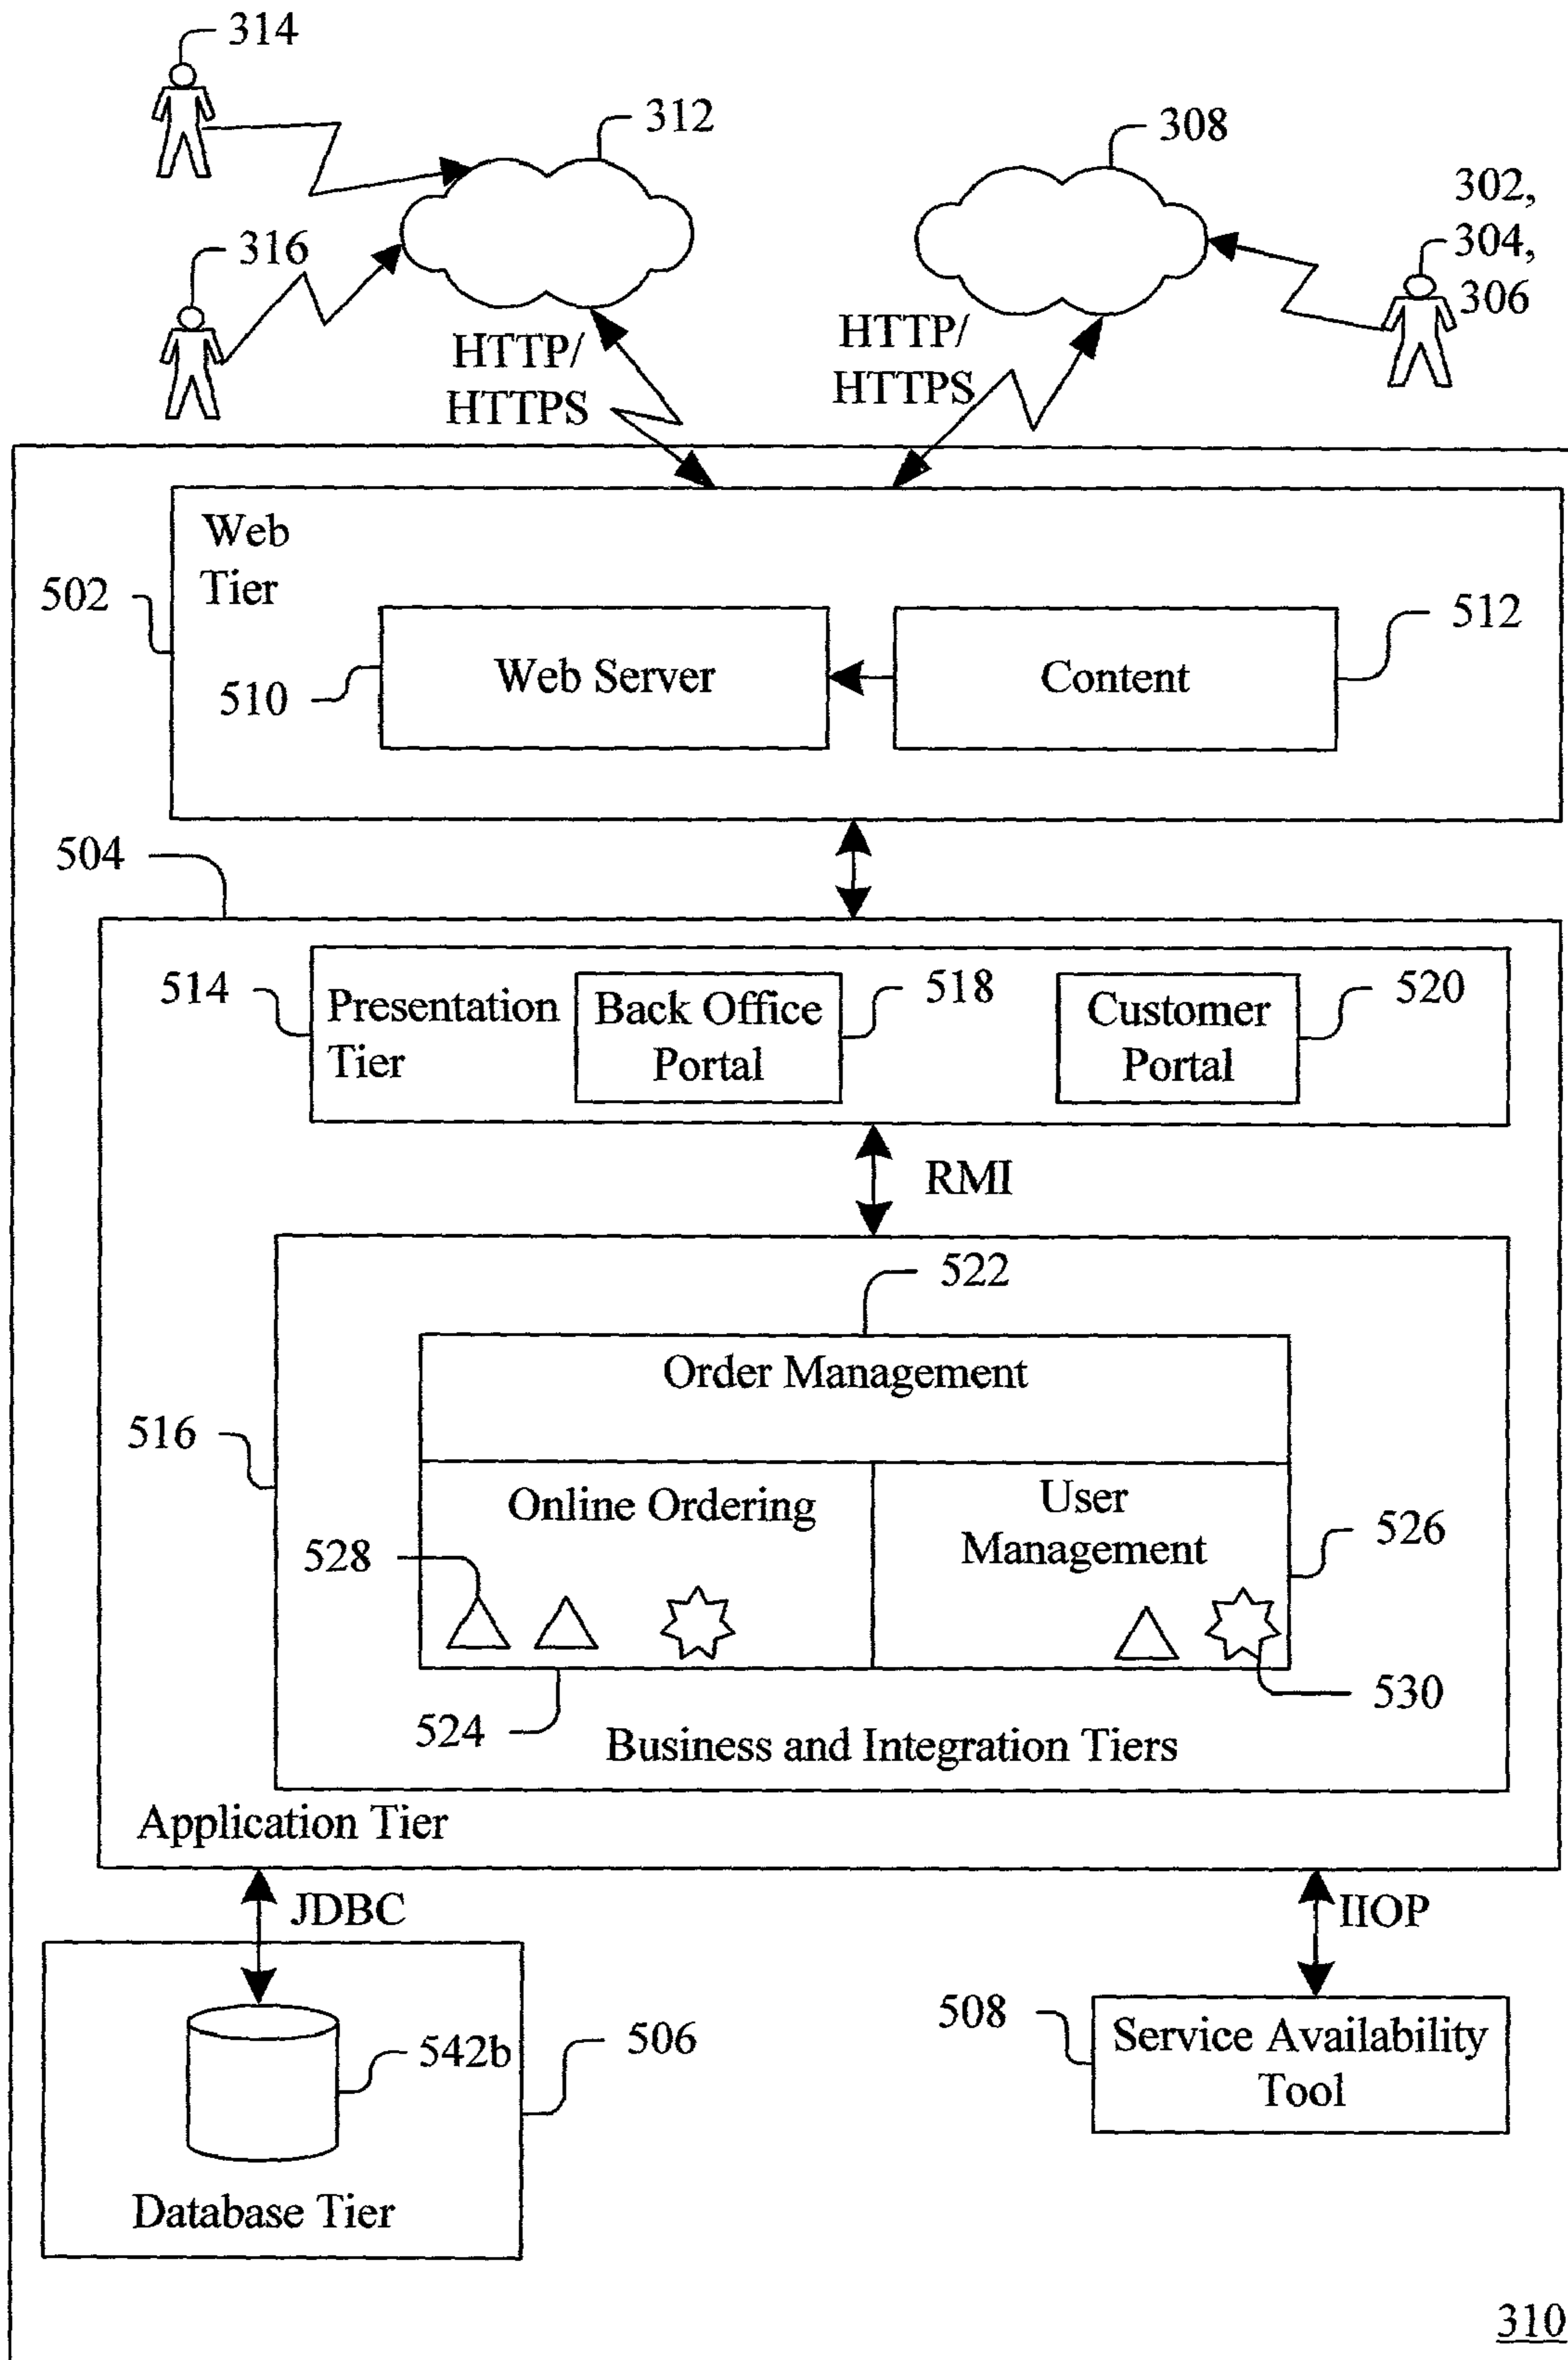 314
312
308
302,
304,
306
316
HTTP/
HTTPS
HTTP/
HTTPS
Web
Tier
502
510
Web Server
Content
512
504
514
Presentation
Tier
Back Office
Portal
518
Customer
Portal
520
RMI
522
Order Management
516
Online Ordering
User
Management
526
528
524
530
Business and Integration Tiers
Application Tier
JDBC
IIOP
542b
506
Database Tier
508
Service Availability
Tool
310